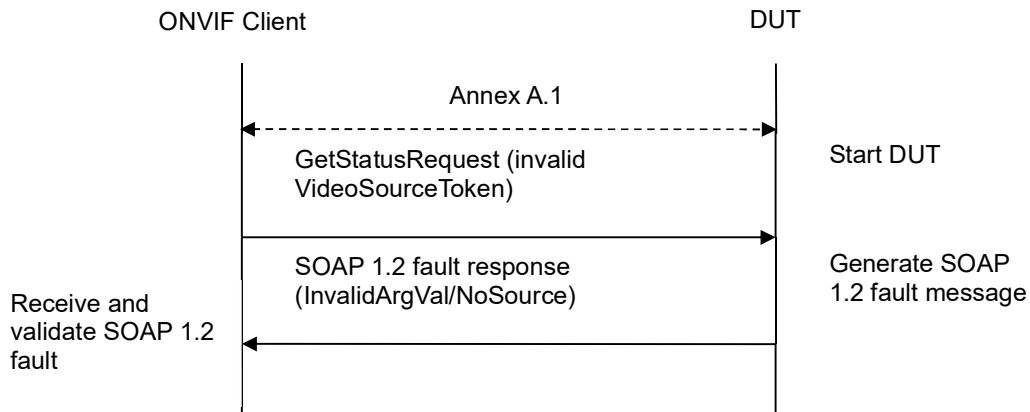 ONVIF Client
DUT
Annex A.1
GetStatusRequest (invalid
VideoSourceToken)
Start DUT
SOAP 1.2 fault response
(InvalidArgVal/NoSource)
Generate SOAP
1.2 fault message
Receive and
validate SOAP 1.2
fault